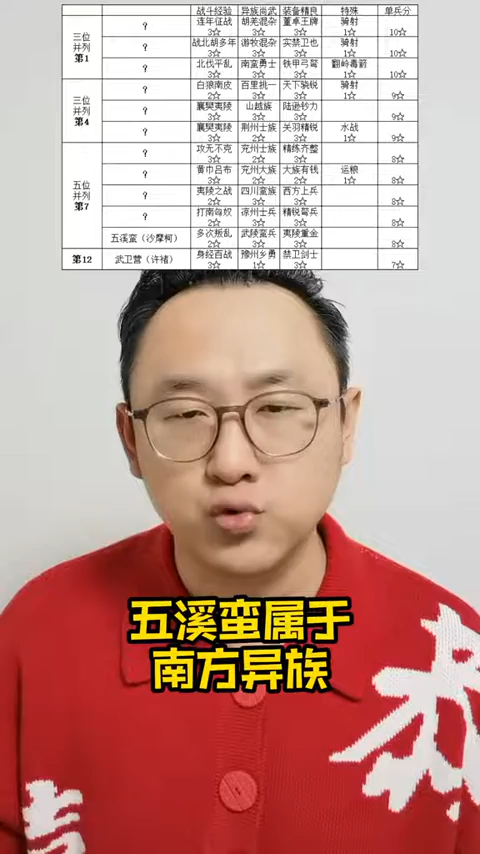 战斗经验 异族尚武 装备精良 特殊 单兵分
三位并列第1
? 连年征战 3☆ 胡羌混杂 3☆ 董卓王牌 3☆ 骑射 1☆ 10☆
? 战北胡多年 3☆ 游牧混杂 3☆ 实禁卫也 3☆ 骑射 1☆ 10☆
? 北伐平乱 3☆ 南蛮勇士 3☆ 铁甲弓弩 3☆ 翻岭毒箭 1☆ 10☆
三位并列第4
? 白狼南皮 2☆ 百里挑一 3☆ 天下骁锐 3☆ 骑射 1☆ 9☆
? 襄樊夷陵 3☆ 山越族 3☆ 陆逊钞力 3☆ 9☆
? 襄樊夷陵 3☆ 荆州士族 2☆ 关羽精锐 3☆ 水战 1☆ 9☆
五位并列第7
? 攻无不克 3☆ 兖州士族 2☆ 精练齐整 3☆ 8☆
? 黄巾吕布 3☆ 兖州大族 2☆ 大族有钱 2☆ 运粮 1☆ 8☆
? 夷陵之战 2☆ 四川蛮族 3☆ 西方上兵 3☆ 8☆
? 打南匈奴 2☆ 凉州士兵 3☆ 精锐弩兵 3☆ 8☆
五溪蛮（沙摩柯） 多次叛乱 2☆ 武陵蛮兵 3☆ 夷陵重金 3☆ 8☆
第12 武卫营（许褚） 身经百战 3☆ 豫州乡勇 1☆ 禁卫剑士 3☆ 7☆
五溪蛮属于
南方异族